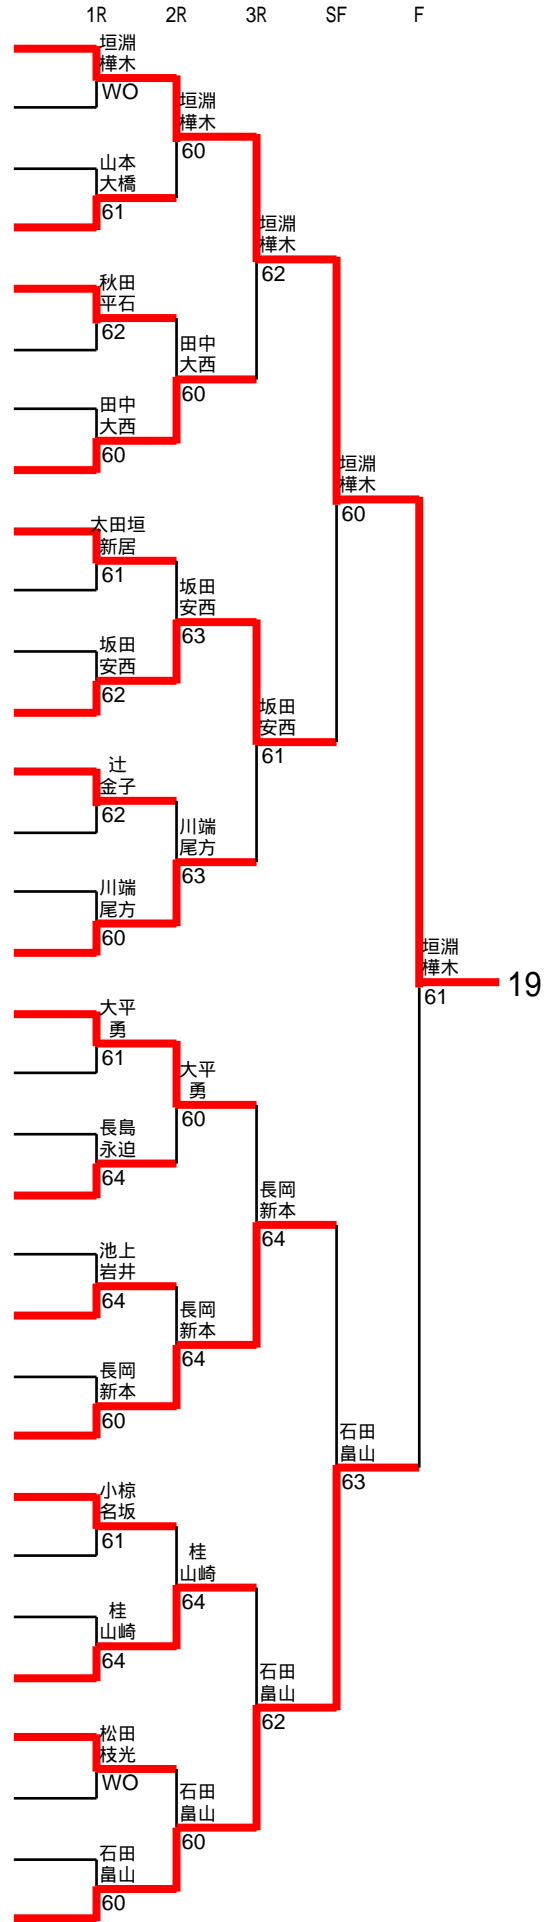 1R 2R 3R SF F
垣淵
樺木
WO
垣淵
樺木
60
山本
大橋
61
垣淵
樺木
62
秋田
平石
62
田中
大西
60
田中
大西
60
垣淵
樺木
60
太田垣
新居
61
坂田
安西
63
坂田
安西
62
坂田
安西
61
辻
金子
62
川端
尾方
63
川端
尾方
60
垣淵
樺木
61
19
大平
勇
61
大平
勇
60
長島
永迫
64
長岡
新本
64
池上
岩井
64
長岡
新本
64
長岡
新本
60
石田
畠山
63
小椋
名坂
61
桂
山崎
64
桂
山崎
64
石田
畠山
62
松田
枝光
WO
石田
畠山
60
石田
畠山
60